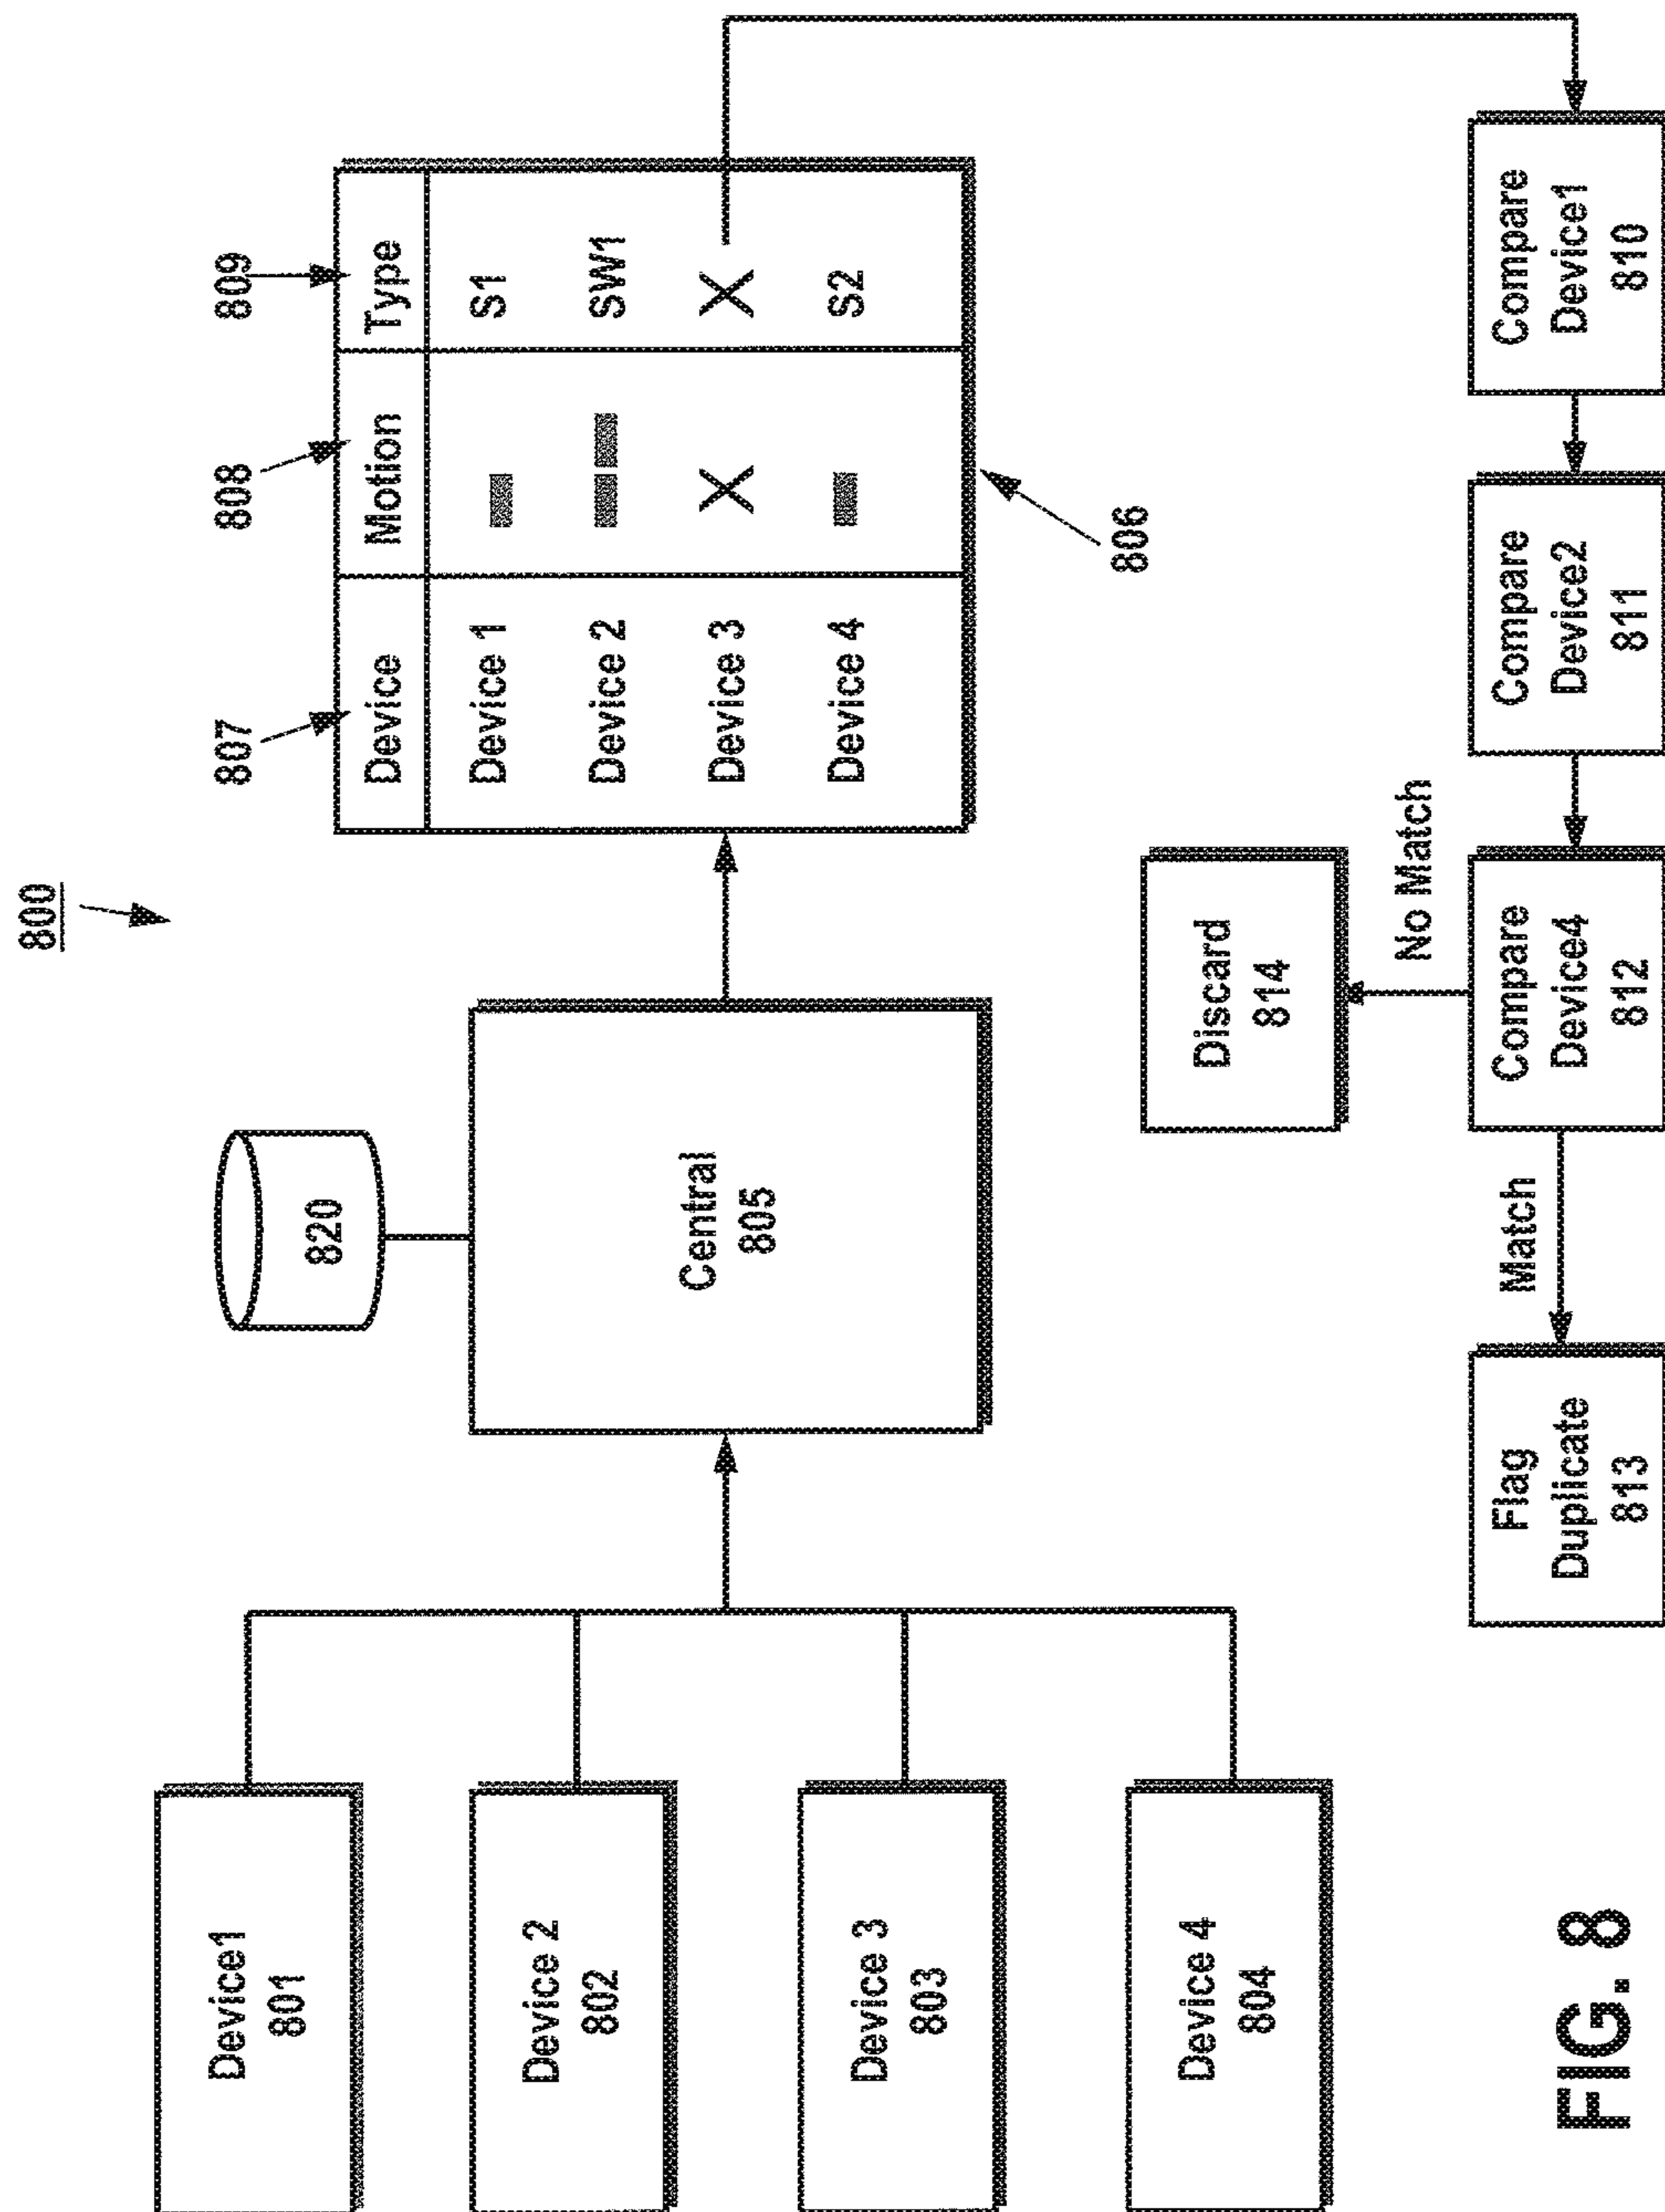 800
Device1
801
Device 2
802
Device 3
803
Device 4
804
820
Central
805
807
808
809
Device Motion Type
Device 1 S1
Device 2 SW1
Device 3 X X
Device 4 S2
806
Compare
Device1
810
Compare
Device2
811
Compare
Device4
812
No Match
Discard
814
Match
Flag
Duplicate
813
FIG. 8